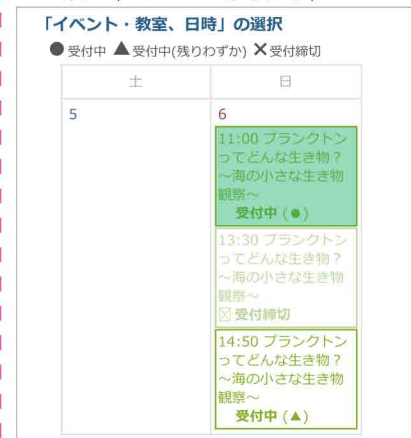 「イベント・教室、日時」の選択
●受付中 ▲受付中(残りわずか) ✕受付締切
土 日
5 6
11:00 プランクトン
ってどんな生き物？
～海の小さな生き物
観察～
受付中 (●)
13:30 プランクトン
ってどんな生き物？
～海の小さな生き物
観察～
☒ 受付締切
14:50 プランクトン
ってどんな生き物？
～海の小さな生き物
観察～
受付中 (▲)